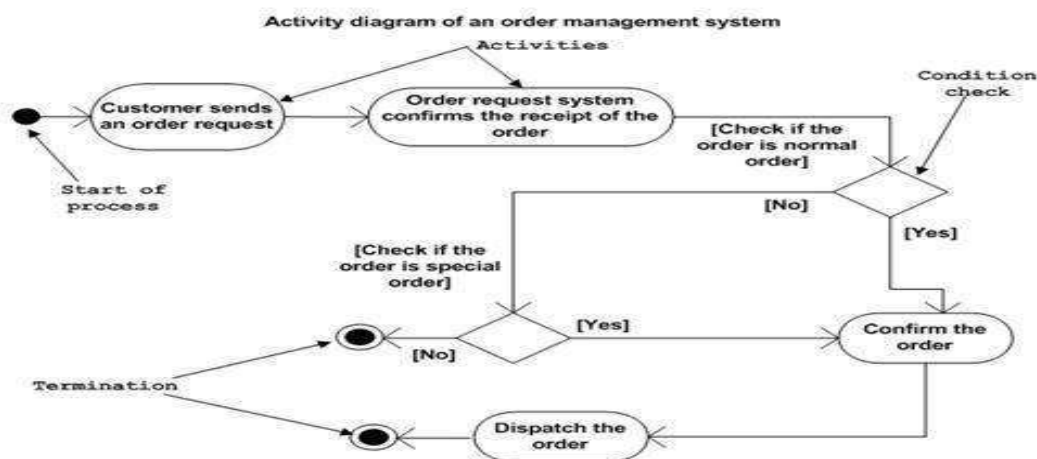 Activity diagram of an order management system
Activities
Customer sends
an order request
Order request system
confirms the receipt of the
order
Condition
check
[Check if the
order is normal
order]
Start of
process
[No]
[Yes]
[Check if the
order is special
order]
[Yes]
[No]
Confirm the
order
Termination
Dispatch the
order